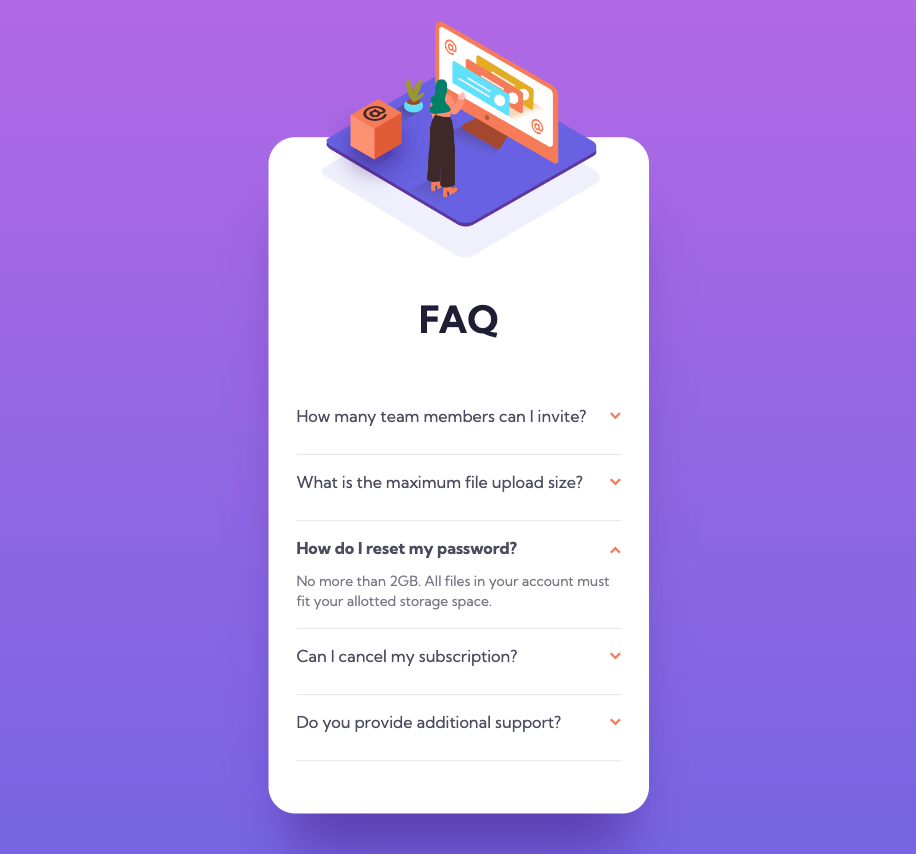 @
@
@
FAQ
How many team members can I invite?
What is the maximum file upload size?
How do I reset my password?
No more than 2GB. All files in your account must
fit your allotted storage space.
Can I cancel my subscription?
Do you provide additional support?